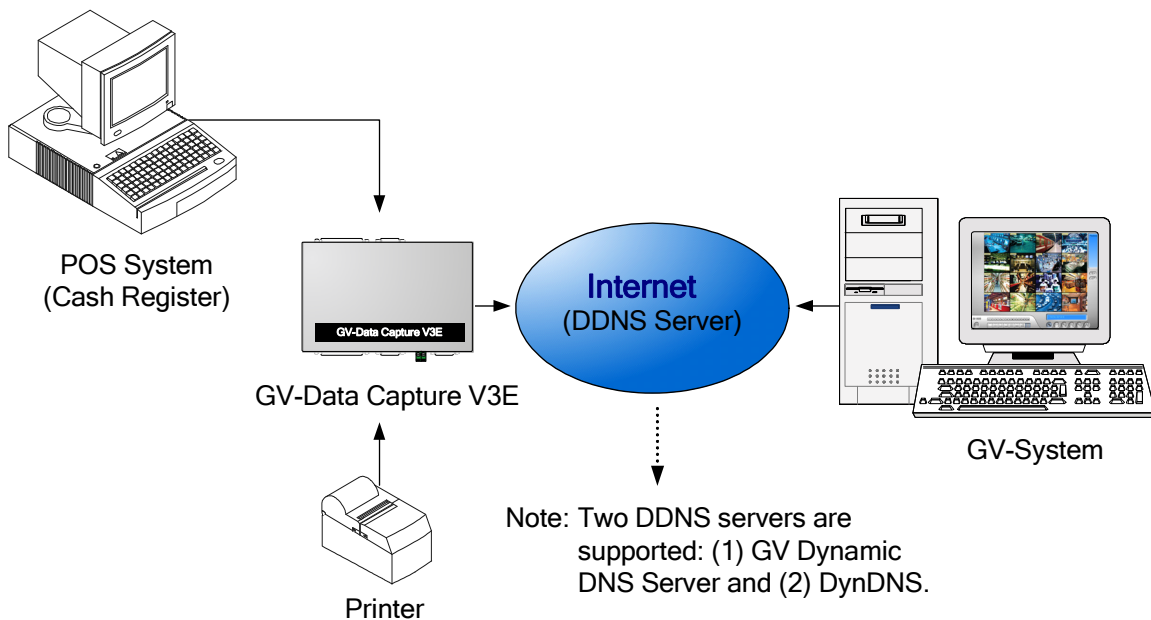 POS System
(Cash Register)
GV-Data Capture V3E
GV-Data Capture V3E
Printer
Internet
(DDNS Server)
GV-System
Note: Two DDNS servers are
supported: (1) GV Dynamic
DNS Server and (2) DynDNS.